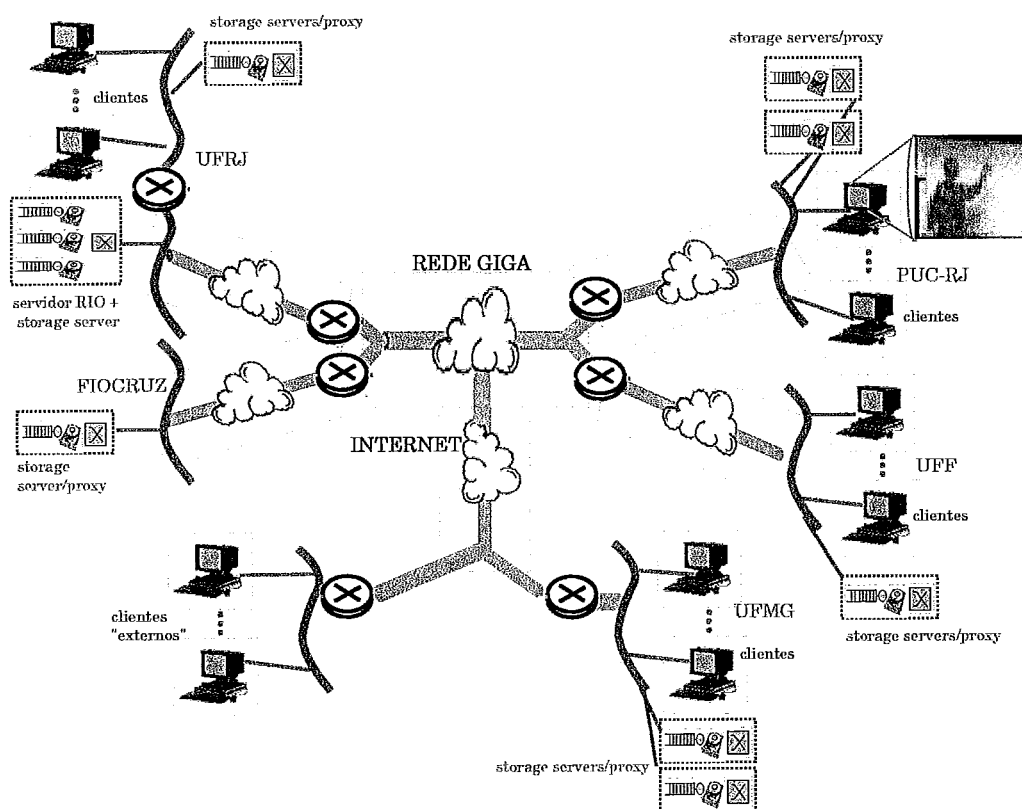 storage servers/proxy
clientes
UFRJ
servidor RIO +
storage server
storage servers/proxy
PUC-RJ
clientes
REDE GIGA
FIOCRUZ
storage
server/proxy
INTERNET
UFF
clientes
storage servers/proxy
clientes
"externos"
UFMG
clientes
storage servers/proxy